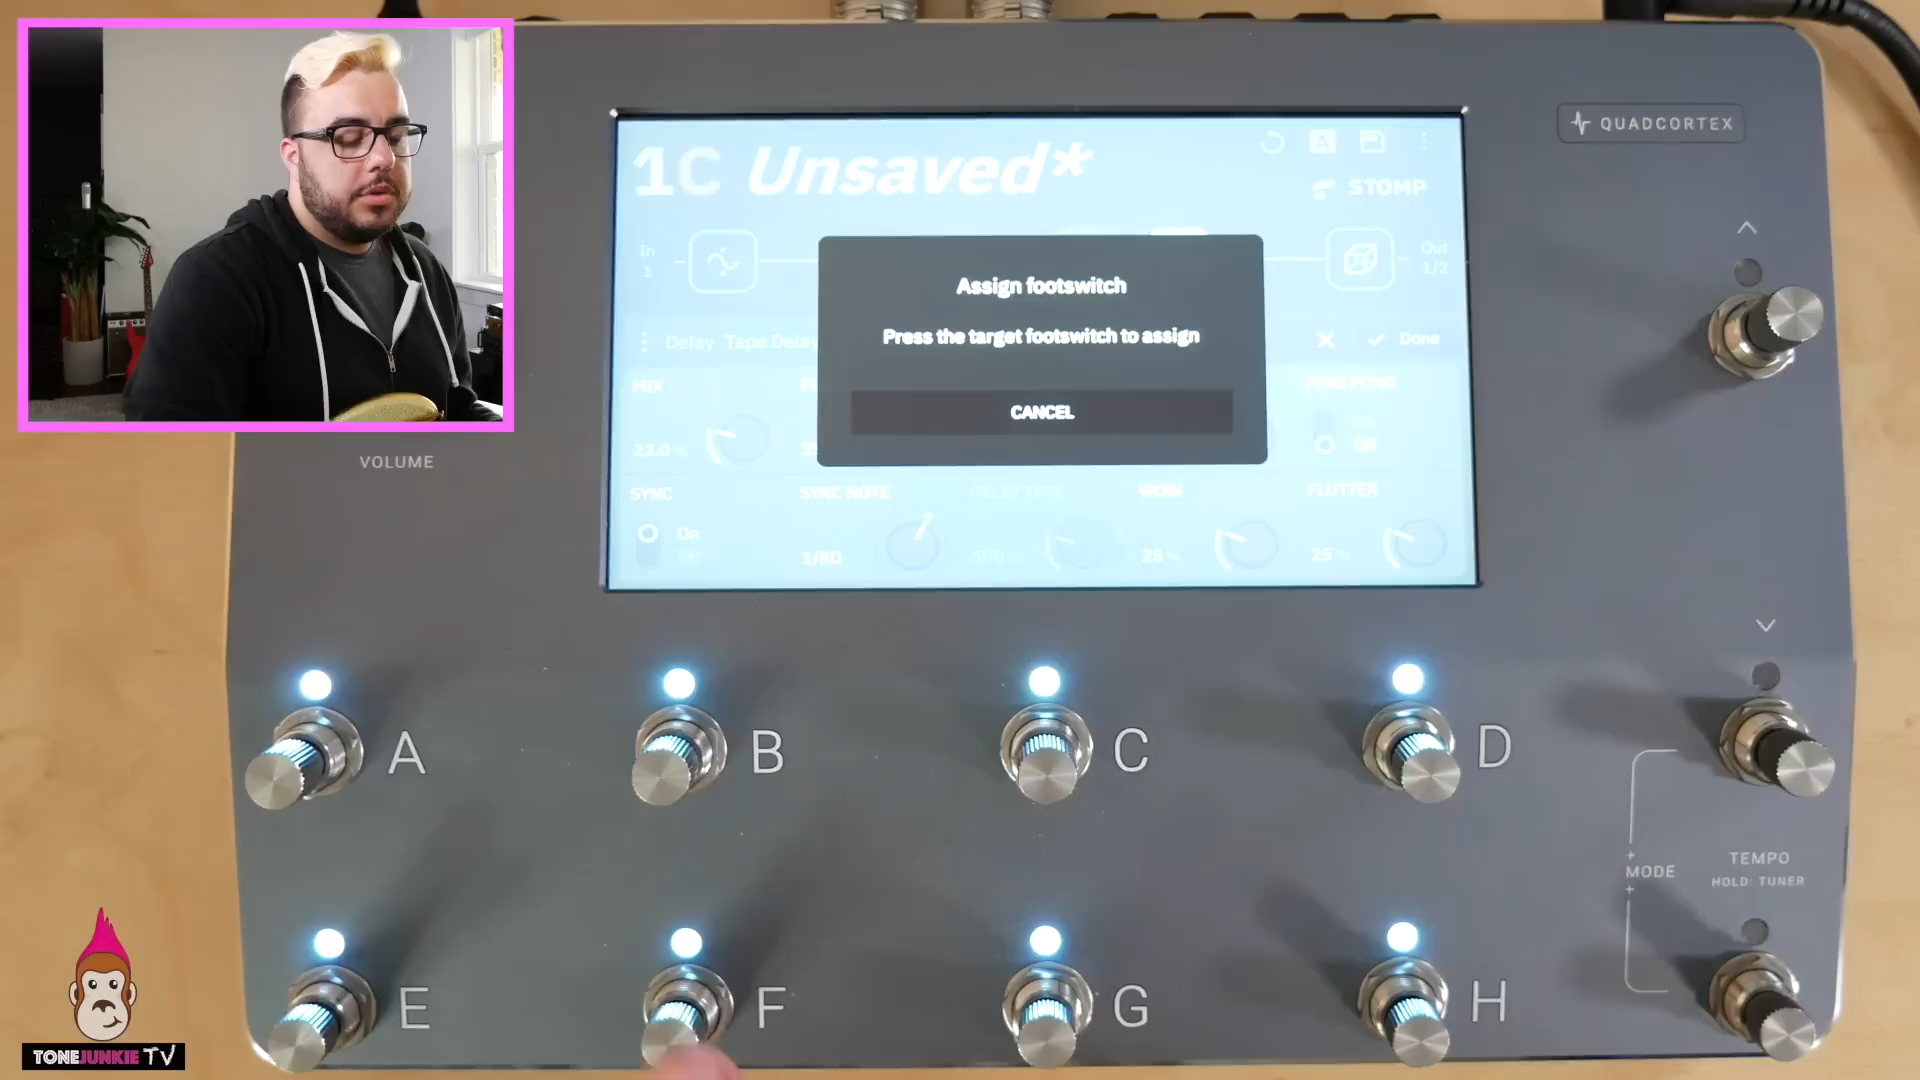 QUADCORTEX
1C Unsaved*
A
STOMP
In
1
Out
1/2
Assign footswitch
Press the target footswitch to assign
CANCEL
Delay Tape Delay
Done
MIX
PING PONG
22.0 %
Off
SYNC
SYNC NOTE
DELAY TIME
WOW
FLUTTER
On
Off
1/8D
500
25 %
25 %
VOLUME
A
B
C
D
E
F
G
H
MODE
TEMPO
HOLD: TUNER
TONEJUNKIE TV